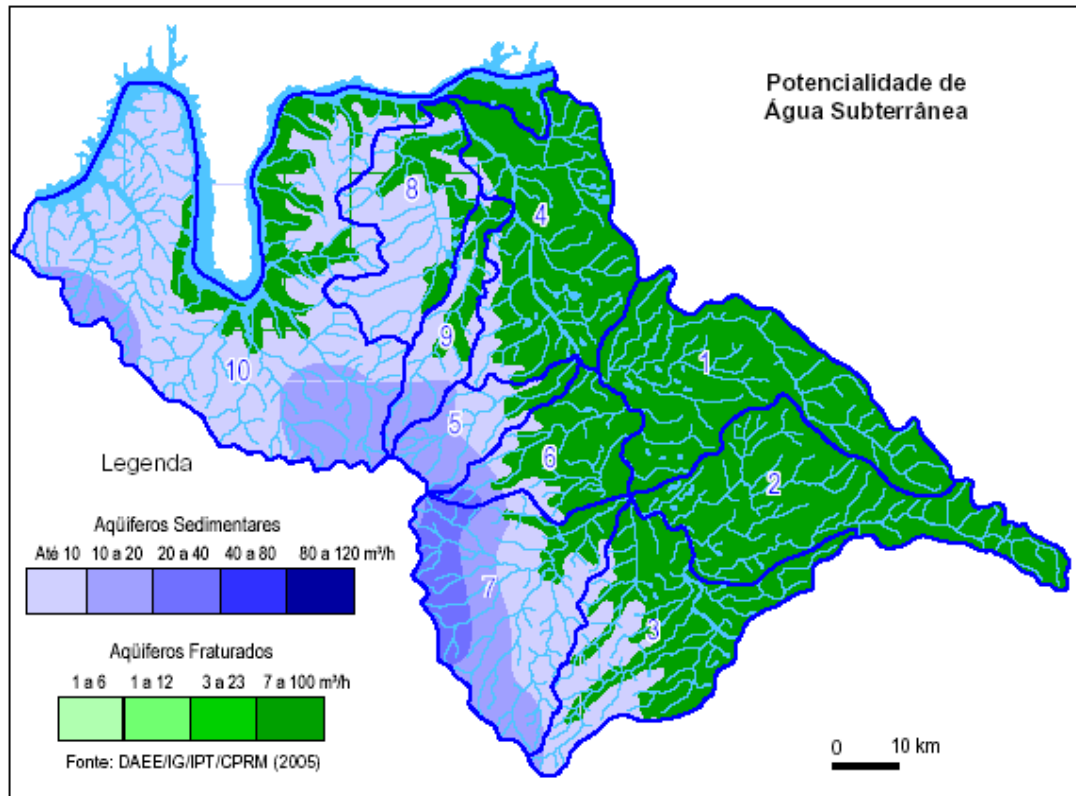 Potencialidade de
Água Subterrânea
8
4
9
1
10
5
6
2
7
3
Legenda
Aqüíferos Sedimentares
Até 10 10 a 20 20 a 40 40 a 80 80 a 120 m³/h
Aqüíferos Fraturados
1 a 6 1 a 12 3 a 23 7 a 100 m³/h
Fonte: DAEE/IG/IPT/CPRM (2005)
0 10 km